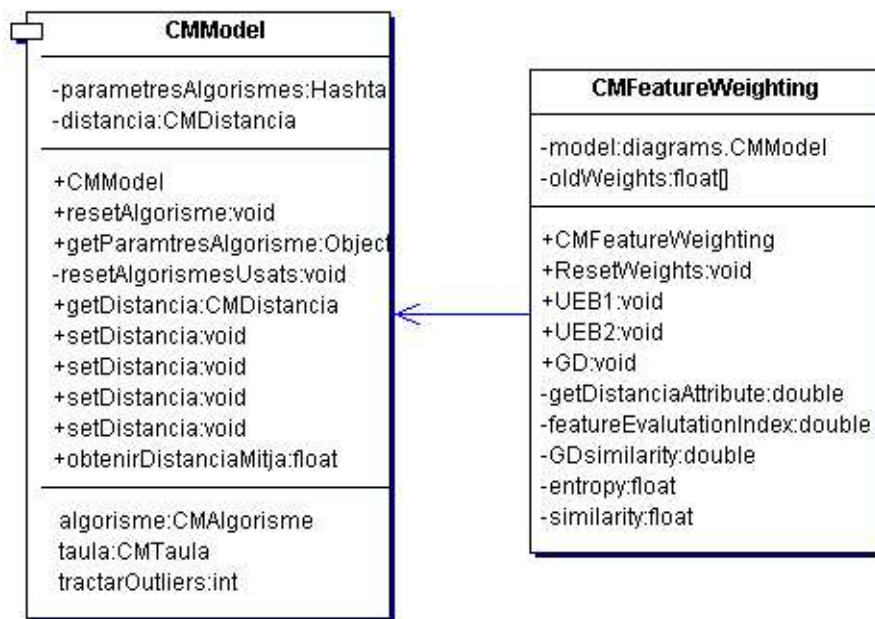 CMModel
-parametresAlgorismes:Hashta
-distancia:CMDistancia
+CMModel
+resetAlgorisme:void
+getParamtresAlgorisme:Object
-resetAlgorismesUsats:void
+getDistancia:CMDistancia
+setDistancia:void
+setDistancia:void
+setDistancia:void
+setDistancia:void
+obtenirDistanciaMitja:float
algorisme:CMAlgorisme
taula:CMTaula
tractarOutliers:int
CMFeatureWeighting
-model:diagrams.CMModel
-oldWeights:float[]
+CMFeatureWeighting
+ResetWeights:void
+UEB1:void
+UEB2:void
+GD:void
-getDistanciaAttribute:double
-featureEvalutationIndex:double
-GDsimilarity:double
-entropy:float
-similarity:float